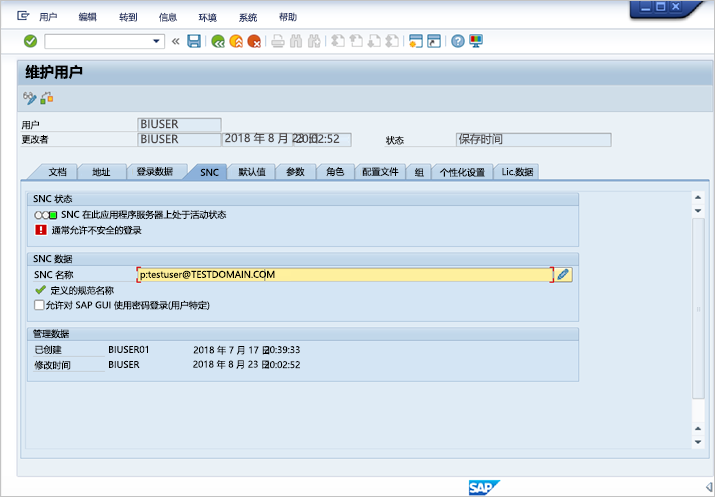 用户 编辑 转到 信息 环境 系统 帮助
维护用户
用户 BIUSER
更改者 BIUSER 2018 年 8 月 23 日 20:02:52 状态 保存时间
文档 地址 登录数据 SNC 默认值 参数 角色 配置文件 组 个性化设置 Lic.数据
SNC 状态
SNC 在此应用程序服务器上处于活动状态
通常允许不安全的登录
SNC 数据
SNC 名称 p:testuser@TESTDOMAIN.COM
定义的规范名称
允许对 SAP GUI 使用密码登录(用户特定)
管理数据
已创建 BIUSER01 2018 年 7 月 17 日 20:39:33
修改时间 BIUSER 2018 年 8 月 23 日 20:02:52
SAP